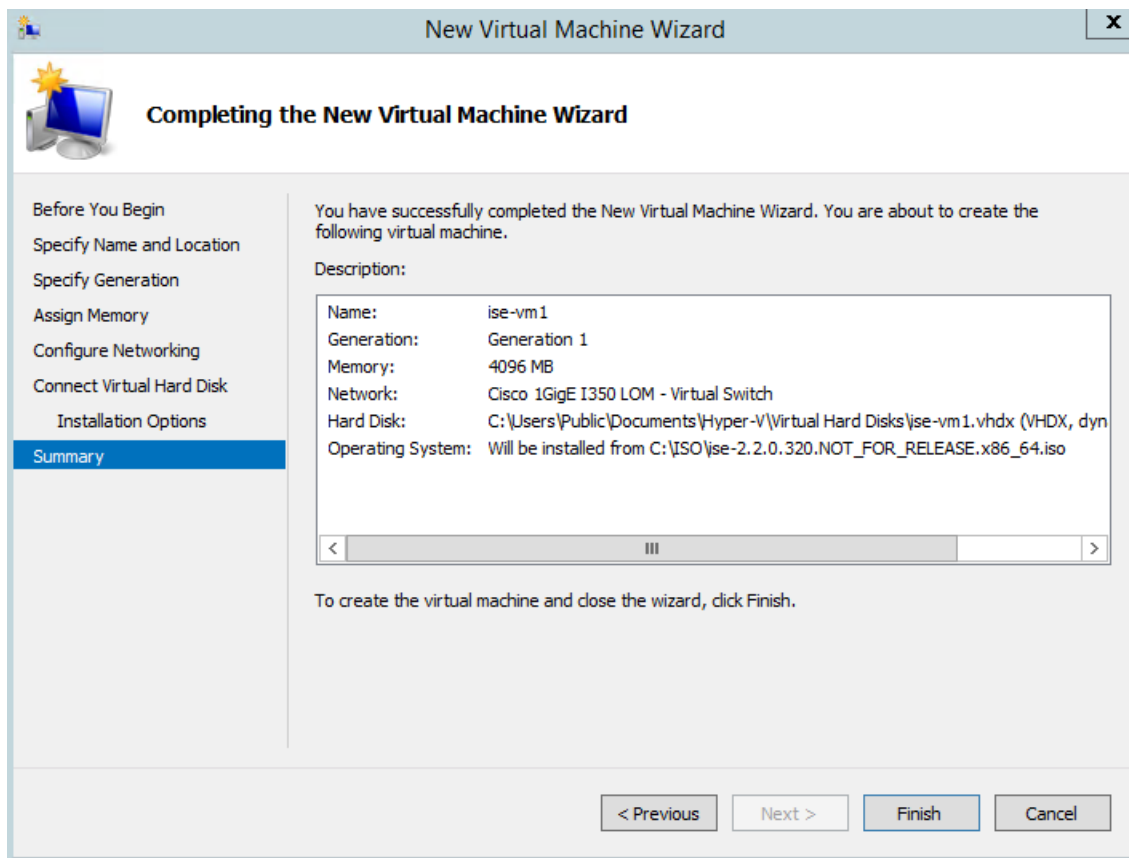 New Virtual Machine Wizard
X
Completing the New Virtual Machine Wizard
Before You Begin
Specify Name and Location
Specify Generation
Assign Memory
Configure Networking
Connect Virtual Hard Disk
Installation Options
Summary
You have successfully completed the New Virtual Machine Wizard. You are about to create the
following virtual machine.
Description:
Name: ise-vm1
Generation: Generation 1
Memory: 4096 MB
Network: Cisco 1GigE I350 LOM - Virtual Switch
Hard Disk: C:\Users\Public\Documents\Hyper-V\Virtual Hard Disks\ise-vm1.vhdx (VHDX, dyn
Operating System: Will be installed from C:\ISO\ise-2.2.0.320.NOT_FOR_RELEASE.x86_64.iso
To create the virtual machine and close the wizard, click Finish.
< Previous Next > Finish Cancel